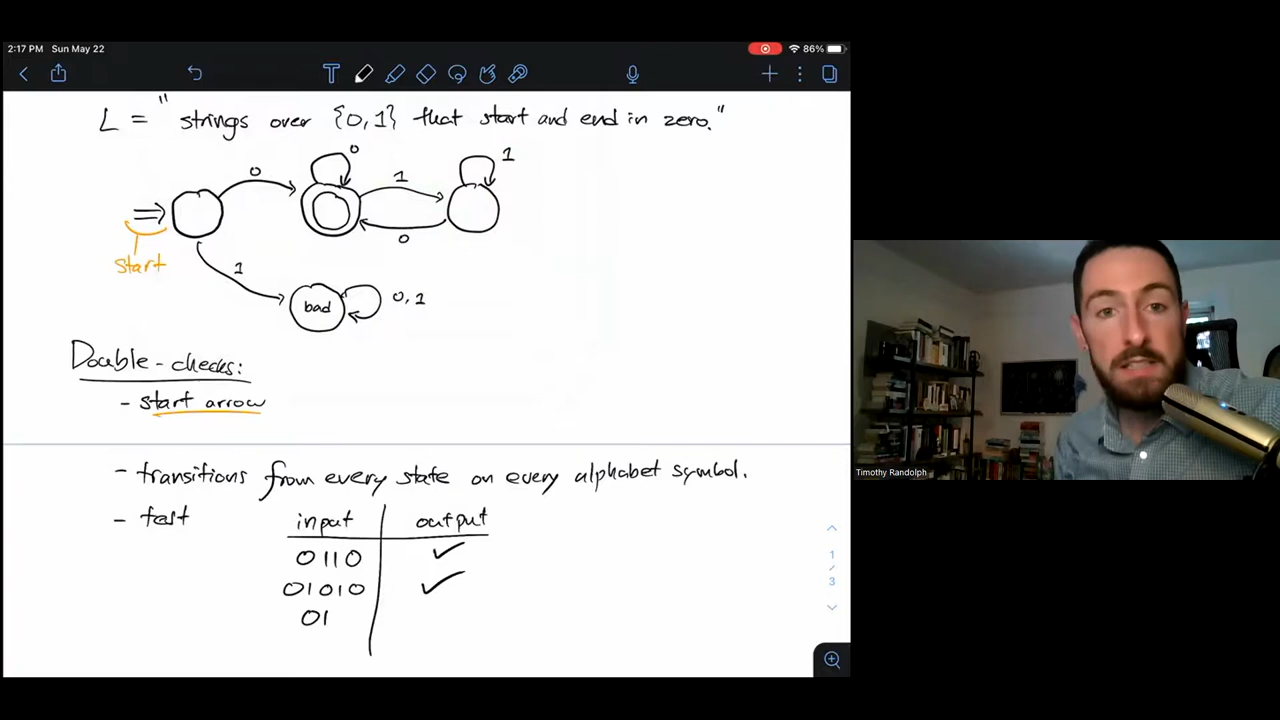 2:17 PM Sun May 22
86%
T
L = "strings over {0,1} that start and end in zero."
0
1
0
1
0
start
1
bad
0,1
Double-checks:
- start arrow
- transitions from every state on every alphabet symbol.
- test
input output
0110 ✓
01010 ✓
01
1
/
3
Timothy Randolph